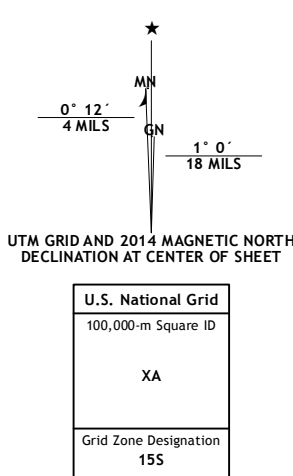 MN
0° 12´
4 MILS
GN
1° 0´
18 MILS
UTM GRID AND 2014 MAGNETIC NORTH
DECLINATION AT CENTER OF SHEET
U.S. National Grid
100,000-m Square ID
XA
Grid Zone Designation
15S